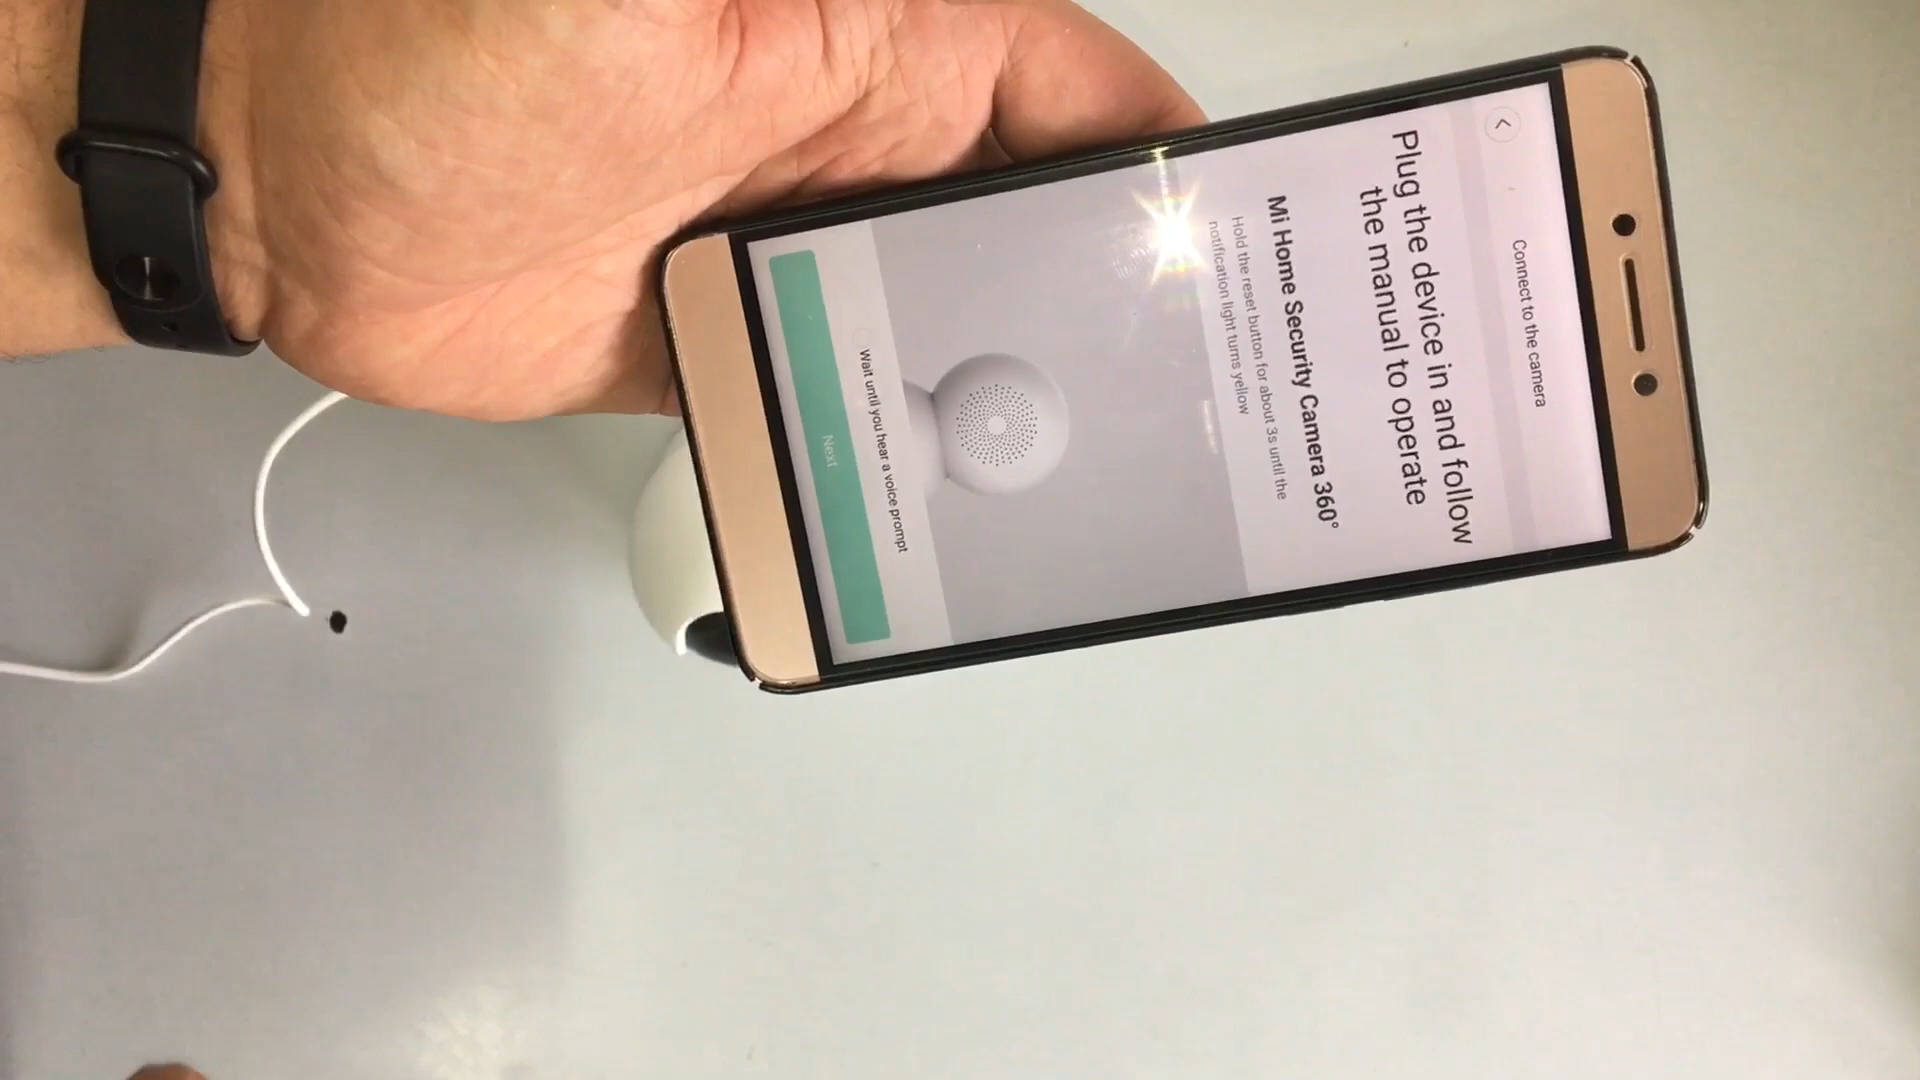 Connect to the camera
Plug the device in and follow
the manual to operate
Mi Home Security Camera 360°
Hold the reset button for about 3s until the
notification light turns yellow
Wait until you hear a voice prompt
Next